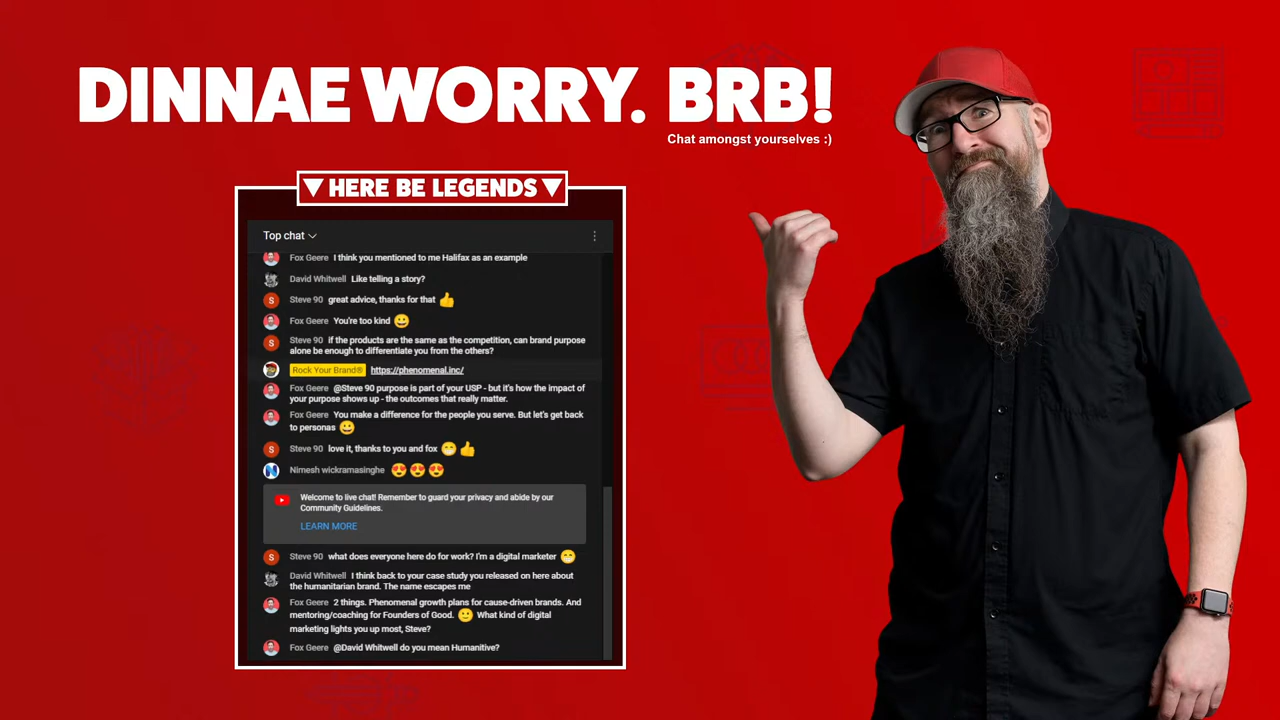 DINNAE WORRY. BRB!
Chat amongst yourselves :)
▼ HERE BE LEGENDS ▼
Top chat
Fox Geere I think you mentioned to me Halifax as an example
David Whitwell Like telling a story?
S Steve 90 great advice, thanks for that 👍
Fox Geere You're too kind 😀
S Steve 90 if the products are the same as the competition, can brand purpose
alone be enough to differentiate you from the others?
Rock Your Brand® https://phenomenal.inc/
Fox Geere @Steve 90 purpose is part of your USP - but it's how the impact of
your purpose shows up - the outcomes that really matter.
Fox Geere You make a difference for the people you serve. But let's get back
to personas 😀
S Steve 90 love it, thanks to you and fox 😁👍
N Nimesh wickramasinghe 😍😍😍
Welcome to live chat! Remember to guard your privacy and abide by our
Community Guidelines.
LEARN MORE
S Steve 90 what does everyone here do for work? I'm a digital marketer 😁
David Whitwell I think back to your case study you released on here about
the humanitarian brand. The name escapes me
Fox Geere 2 things. Phenomenal growth plans for cause-driven brands. And
mentoring/coaching for Founders of Good. 🙂 What kind of digital
marketing lights you up most, Steve?
Fox Geere @David Whitwell do you mean Humanitive?